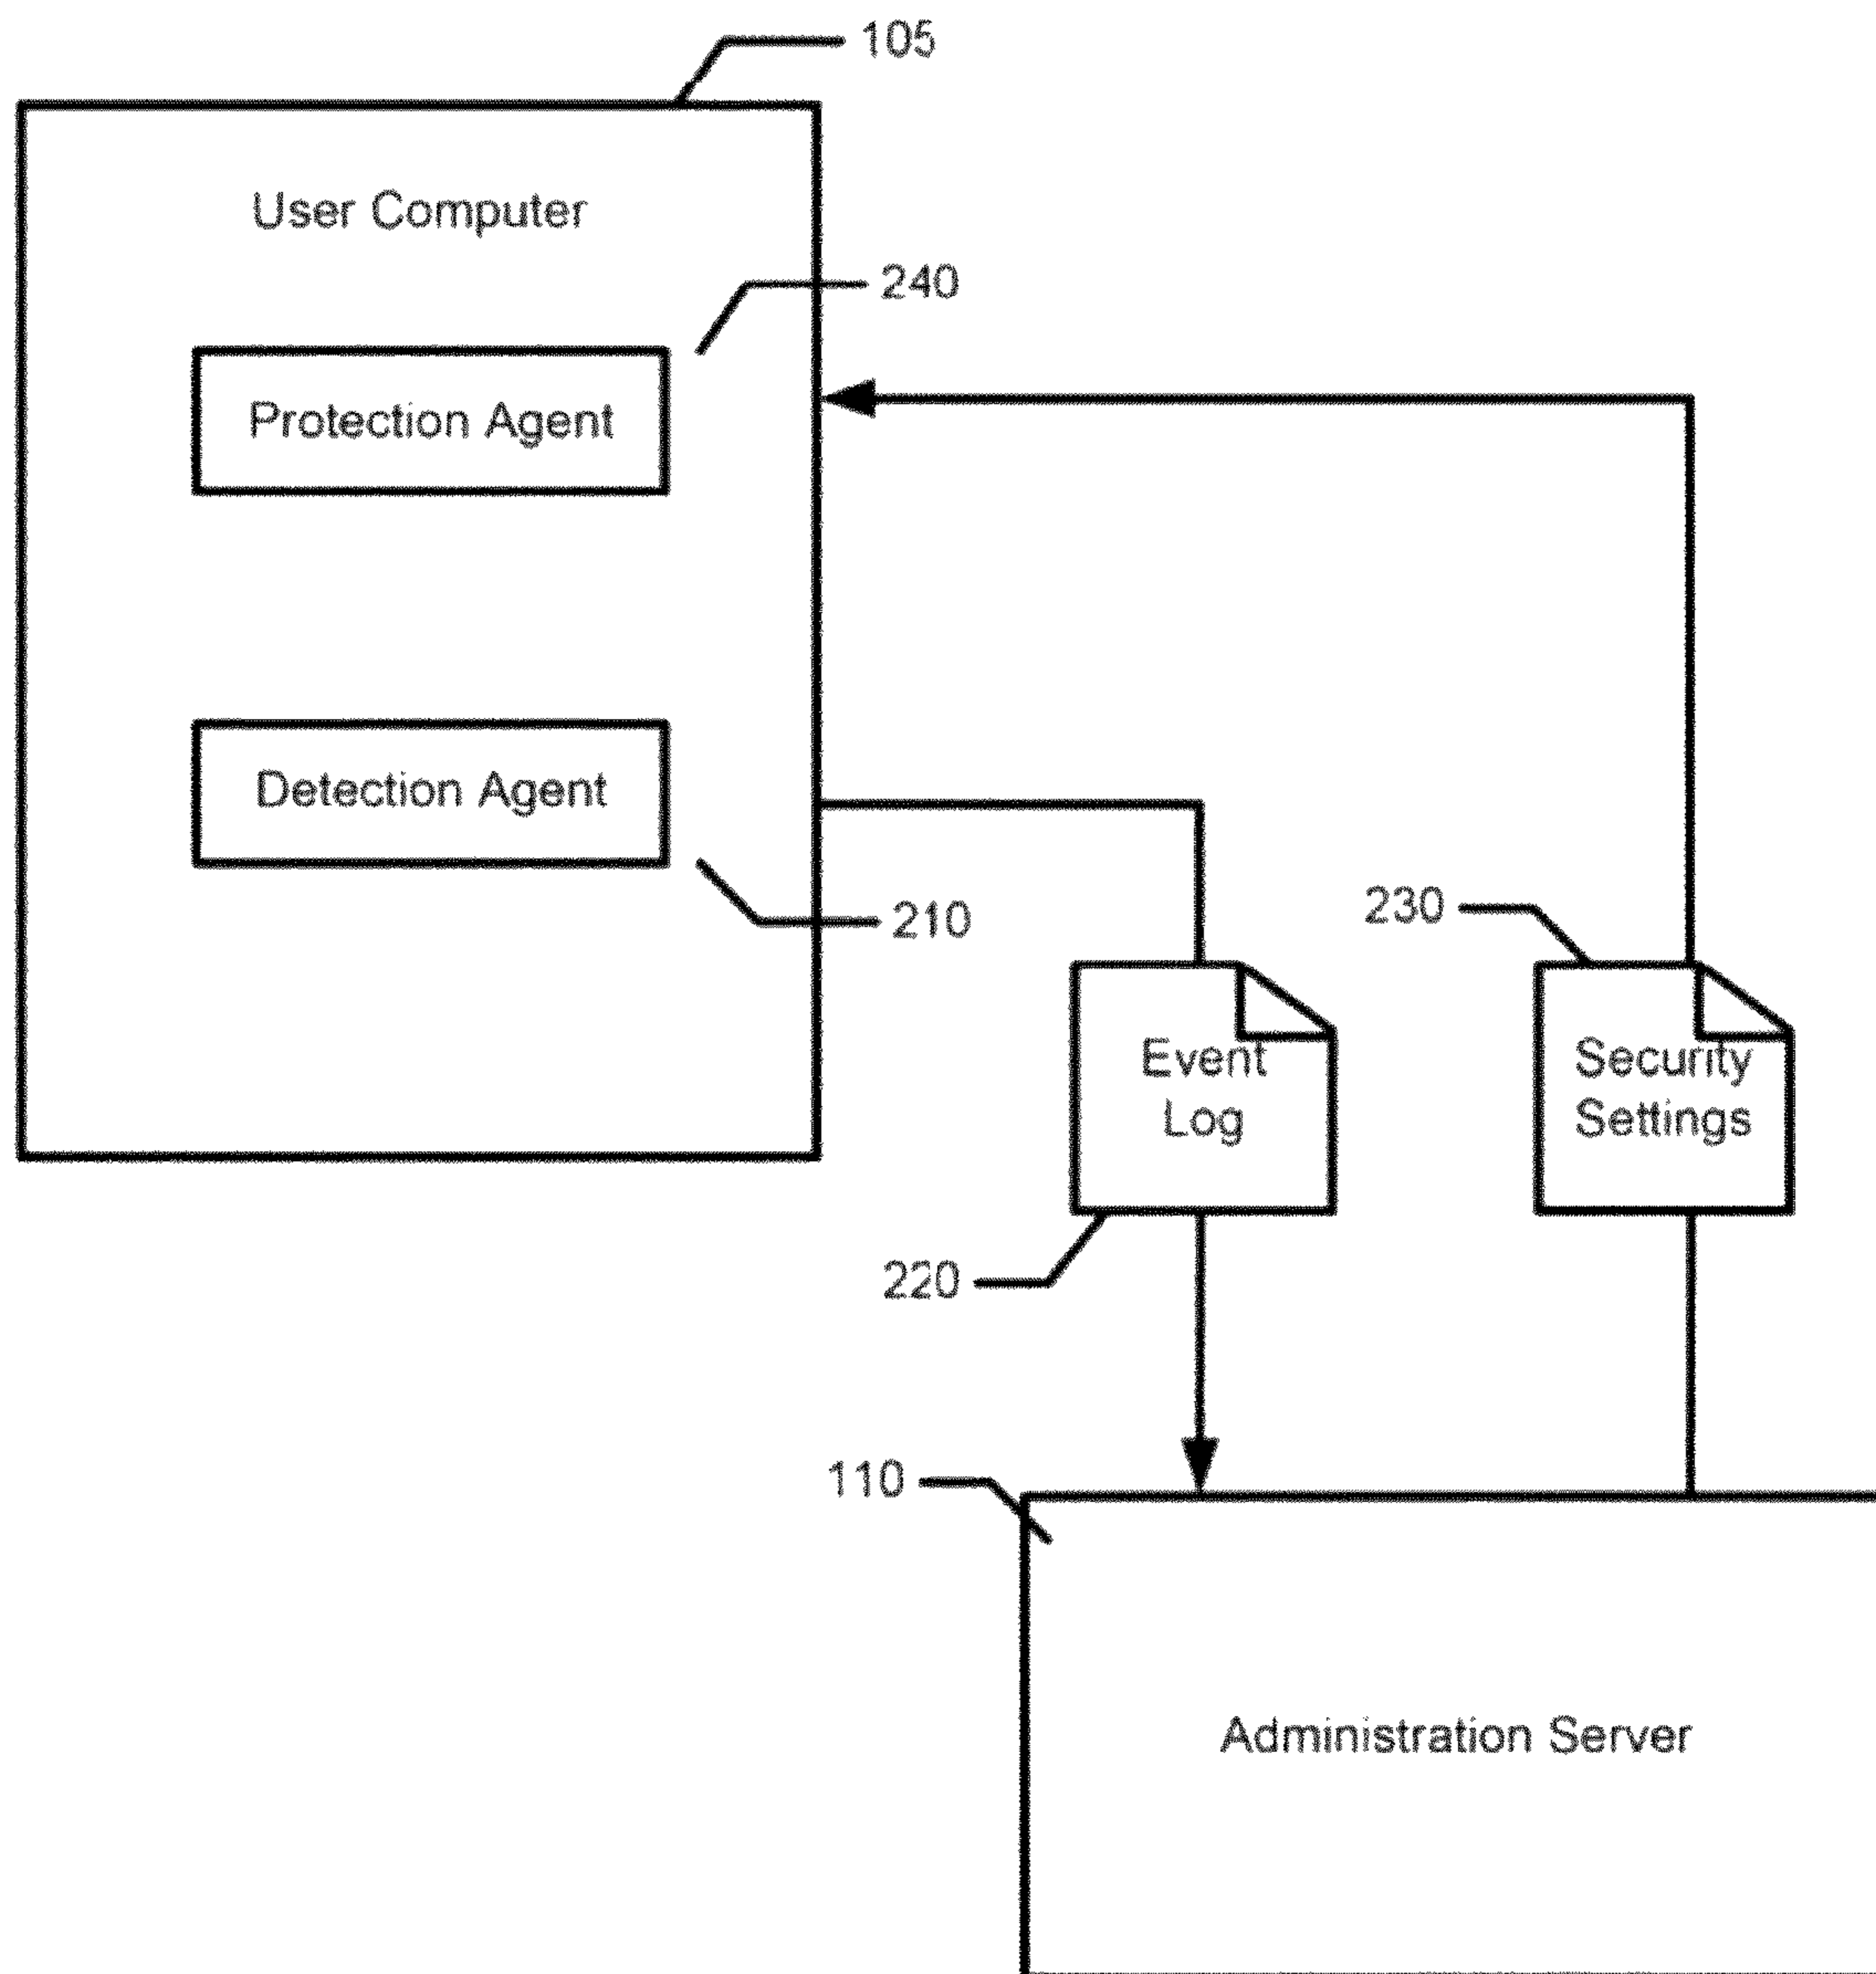 105
User Computer
240
Protection Agent
Detection Agent
210
230
Event
Log
Security
Settings
220
110
Administration Server